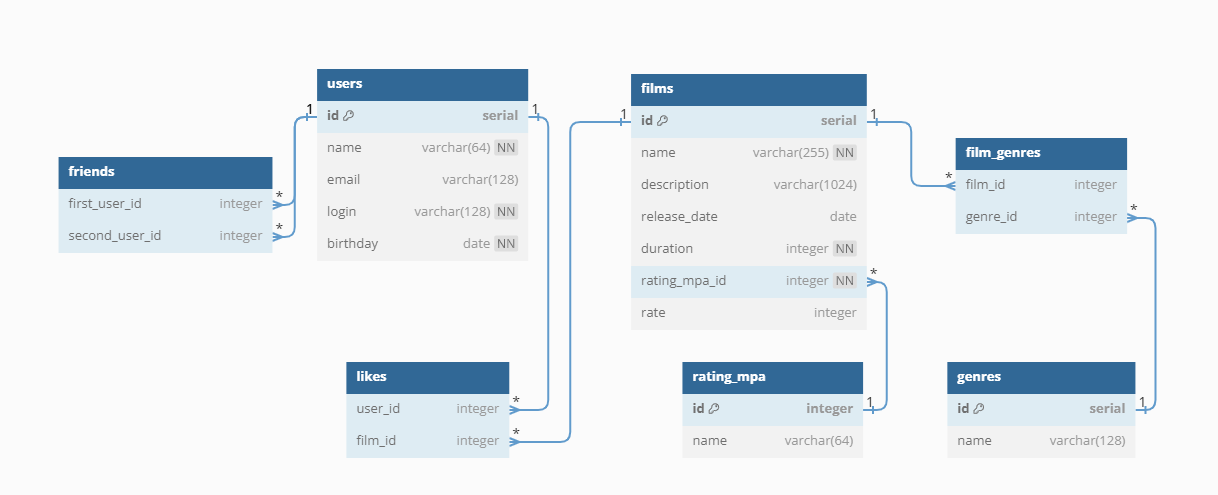 users
1
id serial
1
name varchar(64) NN
email varchar(128)
login varchar(128) NN
birthday date NN
friends
first_user_id integer
*
second_user_id integer
*
films
1
id serial
1
name varchar(255) NN
description varchar(1024)
release_date date
duration integer NN
rating_mpa_id integer NN
*
rate integer
film_genres
*
film_id integer
genre_id integer
*
likes
user_id integer
*
film_id integer
*
rating_mpa
id integer
1
name varchar(64)
genres
id serial
1
name varchar(128)